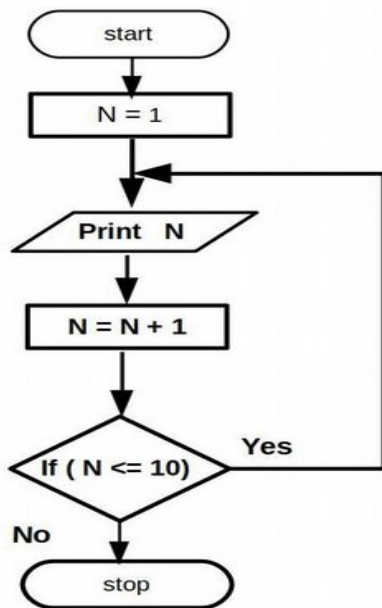 start
N = 1
Print N
N = N + 1
If ( N <= 10)
Yes
No
stop